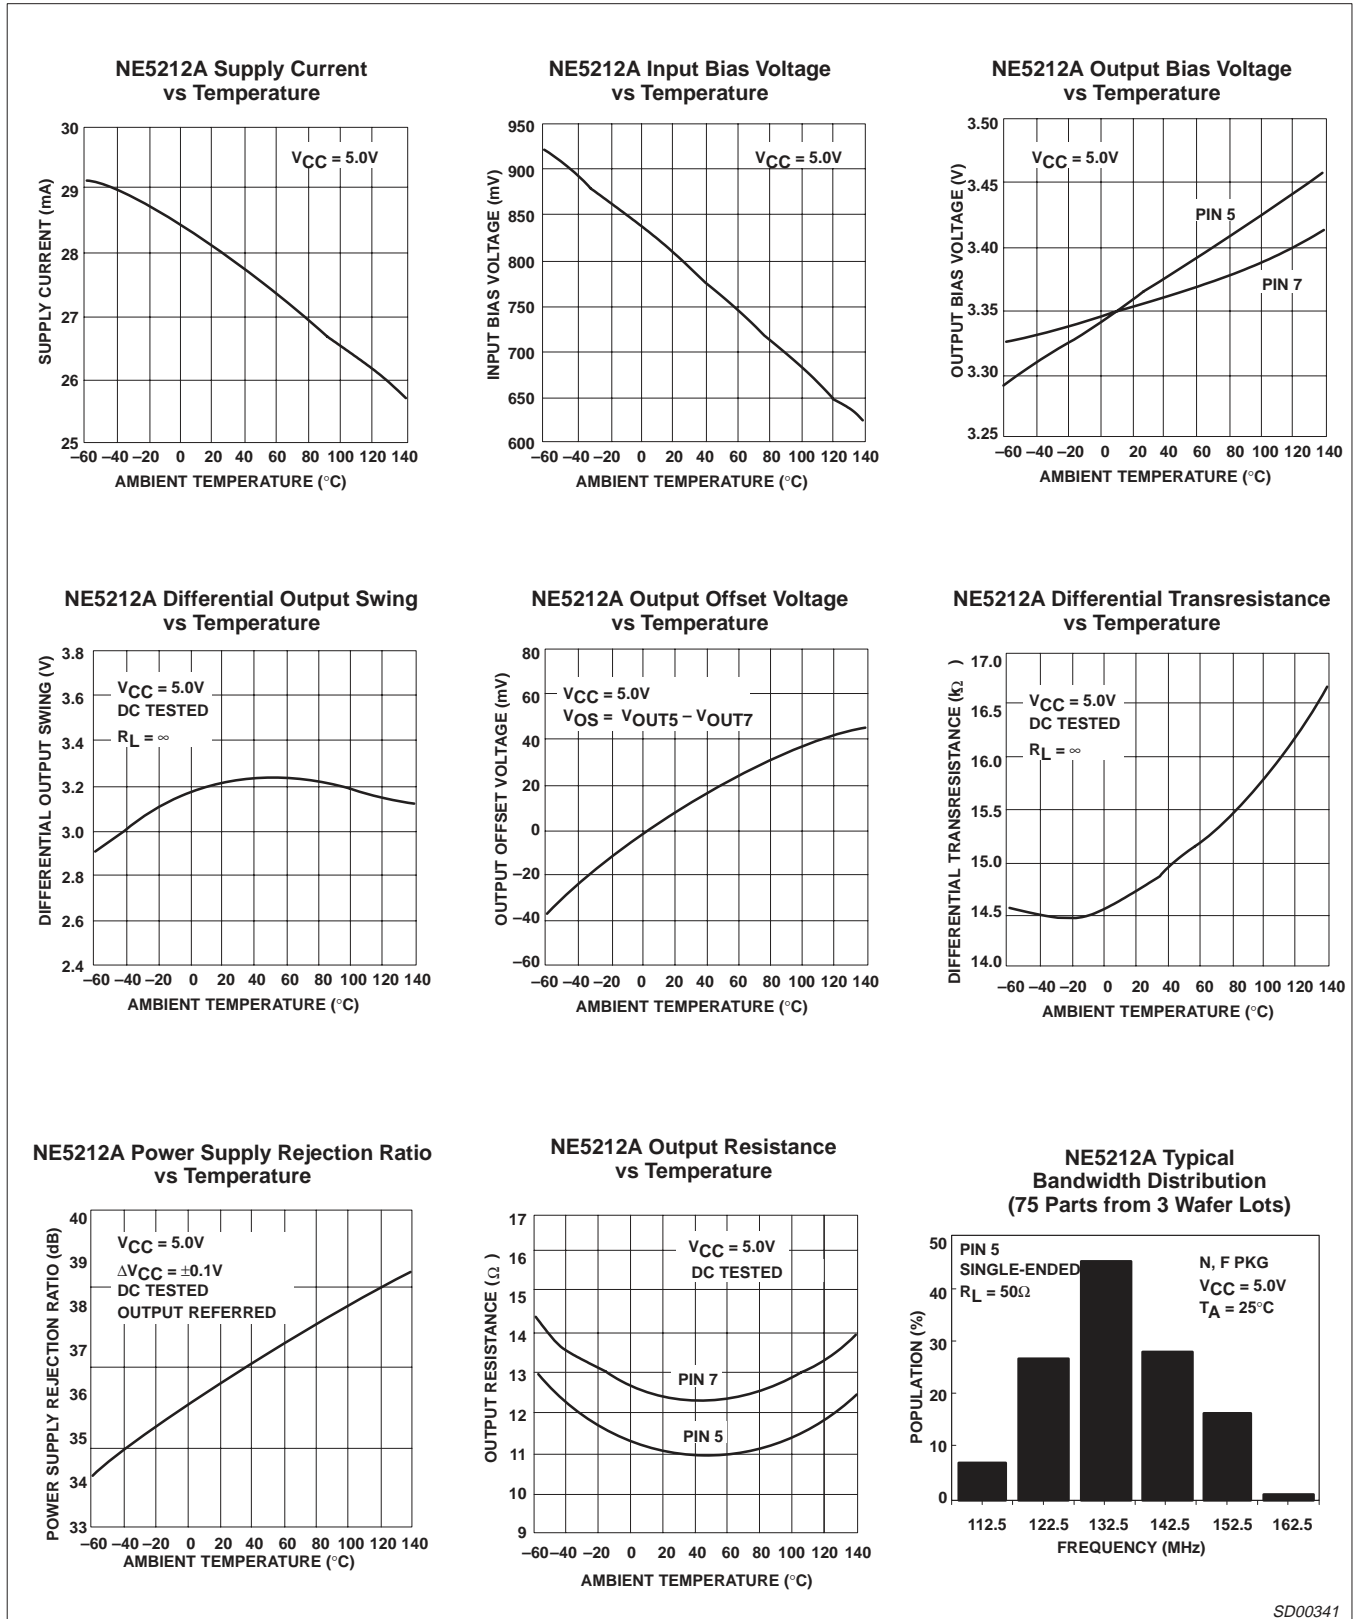 NE5212A Supply Current
vs Temperature
30
29
28
27
26
25
SUPPLY CURRENT (mA)
VCC = 5.0V
–60 –40 –20 0 20 40 60 80 100 120 140
AMBIENT TEMPERATURE (°C)
NE5212A Input Bias Voltage
vs Temperature
950
900
850
800
750
700
650
600
INPUT BIAS VOLTAGE (mV)
VCC = 5.0V
–60 –40 –20 0 20 40 60 80 100 120 140
AMBIENT TEMPERATURE (°C)
NE5212A Output Bias Voltage
vs Temperature
3.50
3.45
3.40
3.35
3.30
3.25
OUTPUT BIAS VOLTAGE (V)
VCC = 5.0V
PIN 5
PIN 7
–60 –40 –20 0 20 40 60 80 100 120 140
AMBIENT TEMPERATURE (°C)
NE5212A Differential Output Swing
vs Temperature
3.8
3.6
3.4
3.2
3.0
2.8
2.6
2.4
DIFFERENTIAL OUTPUT SWING (V)
VCC = 5.0V
DC TESTED
RL = ∞
–60 –40 –20 0 20 40 60 80 100 120 140
AMBIENT TEMPERATURE (°C)
NE5212A Output Offset Voltage
vs Temperature
80
60
40
20
0
–20
–40
–60
OUTPUT OFFSET VOLTAGE (mV)
VCC = 5.0V
VOS = VOUT5 – VOUT7
–60 –40 –20 0 20 40 60 80 100 120 140
AMBIENT TEMPERATURE (°C)
NE5212A Differential Transresistance
vs Temperature
17.0
16.5
16.0
15.5
15.0
14.5
14.0
DIFFERENTIAL TRANSRESISTANCE (kΩ)
VCC = 5.0V
DC TESTED
RL = ∞
–60 –40 –20 0 20 40 60 80 100 120 140
AMBIENT TEMPERATURE (°C)
NE5212A Power Supply Rejection Ratio
vs Temperature
40
39
38
37
36
35
34
33
POWER SUPPLY REJECTION RATIO (dB)
VCC = 5.0V
ΔVCC = ±0.1V
DC TESTED
OUTPUT REFERRED
–60 –40 –20 0 20 40 60 80 100 120 140
AMBIENT TEMPERATURE (°C)
NE5212A Output Resistance
vs Temperature
17
16
15
14
13
12
11
10
9
OUTPUT RESISTANCE (Ω)
VCC = 5.0V
DC TESTED
PIN 7
PIN 5
–60 –40 –20 0 20 40 60 80 100 120 140
AMBIENT TEMPERATURE (°C)
NE5212A Typical
Bandwidth Distribution
(75 Parts from 3 Wafer Lots)
50
40
30
20
10
0
POPULATION (%)
PIN 5
SINGLE-ENDED
RL = 50Ω
N, F PKG
VCC = 5.0V
TA = 25°C
112.5 122.5 132.5 142.5 152.5 162.5
FREQUENCY (MHz)
SD00341